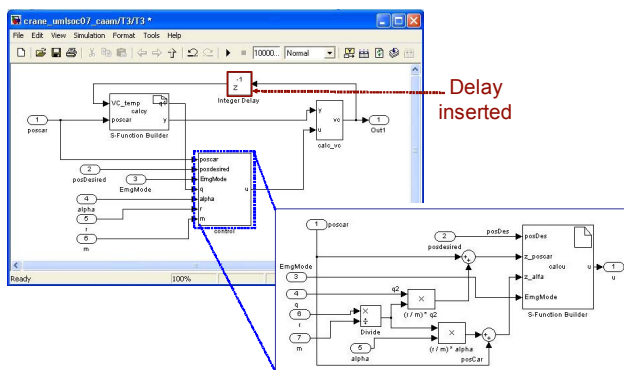 crane_umlsoc07_caam/T3/T3 *
File Edit View Simulation Format Tools Help
10000... Normal
-1
Z
Integer Delay
Delay
inserted
VC_temp
q
calcy
poscar
y
S-Function Builder
1
poscar
y
vc
u
calc_vc
1
Out1
2
posDesired
3
EmgMode
4
alpha
5
r
6
m
poscar
posdesired
EmgMode
q
u
alpha
r
m
control
Ready
100%
1
poscar
2
posdesired
posDes
posDes
z_poscar
calcu
u
z_alfa
EmgMode
S-Function Builder
1
u
EmgMode
3
4
q
q2
×
(r / m) * q2
6
r
×
÷
Divide
7
m
×
(r / m) * alpha
5
alpha
posCar